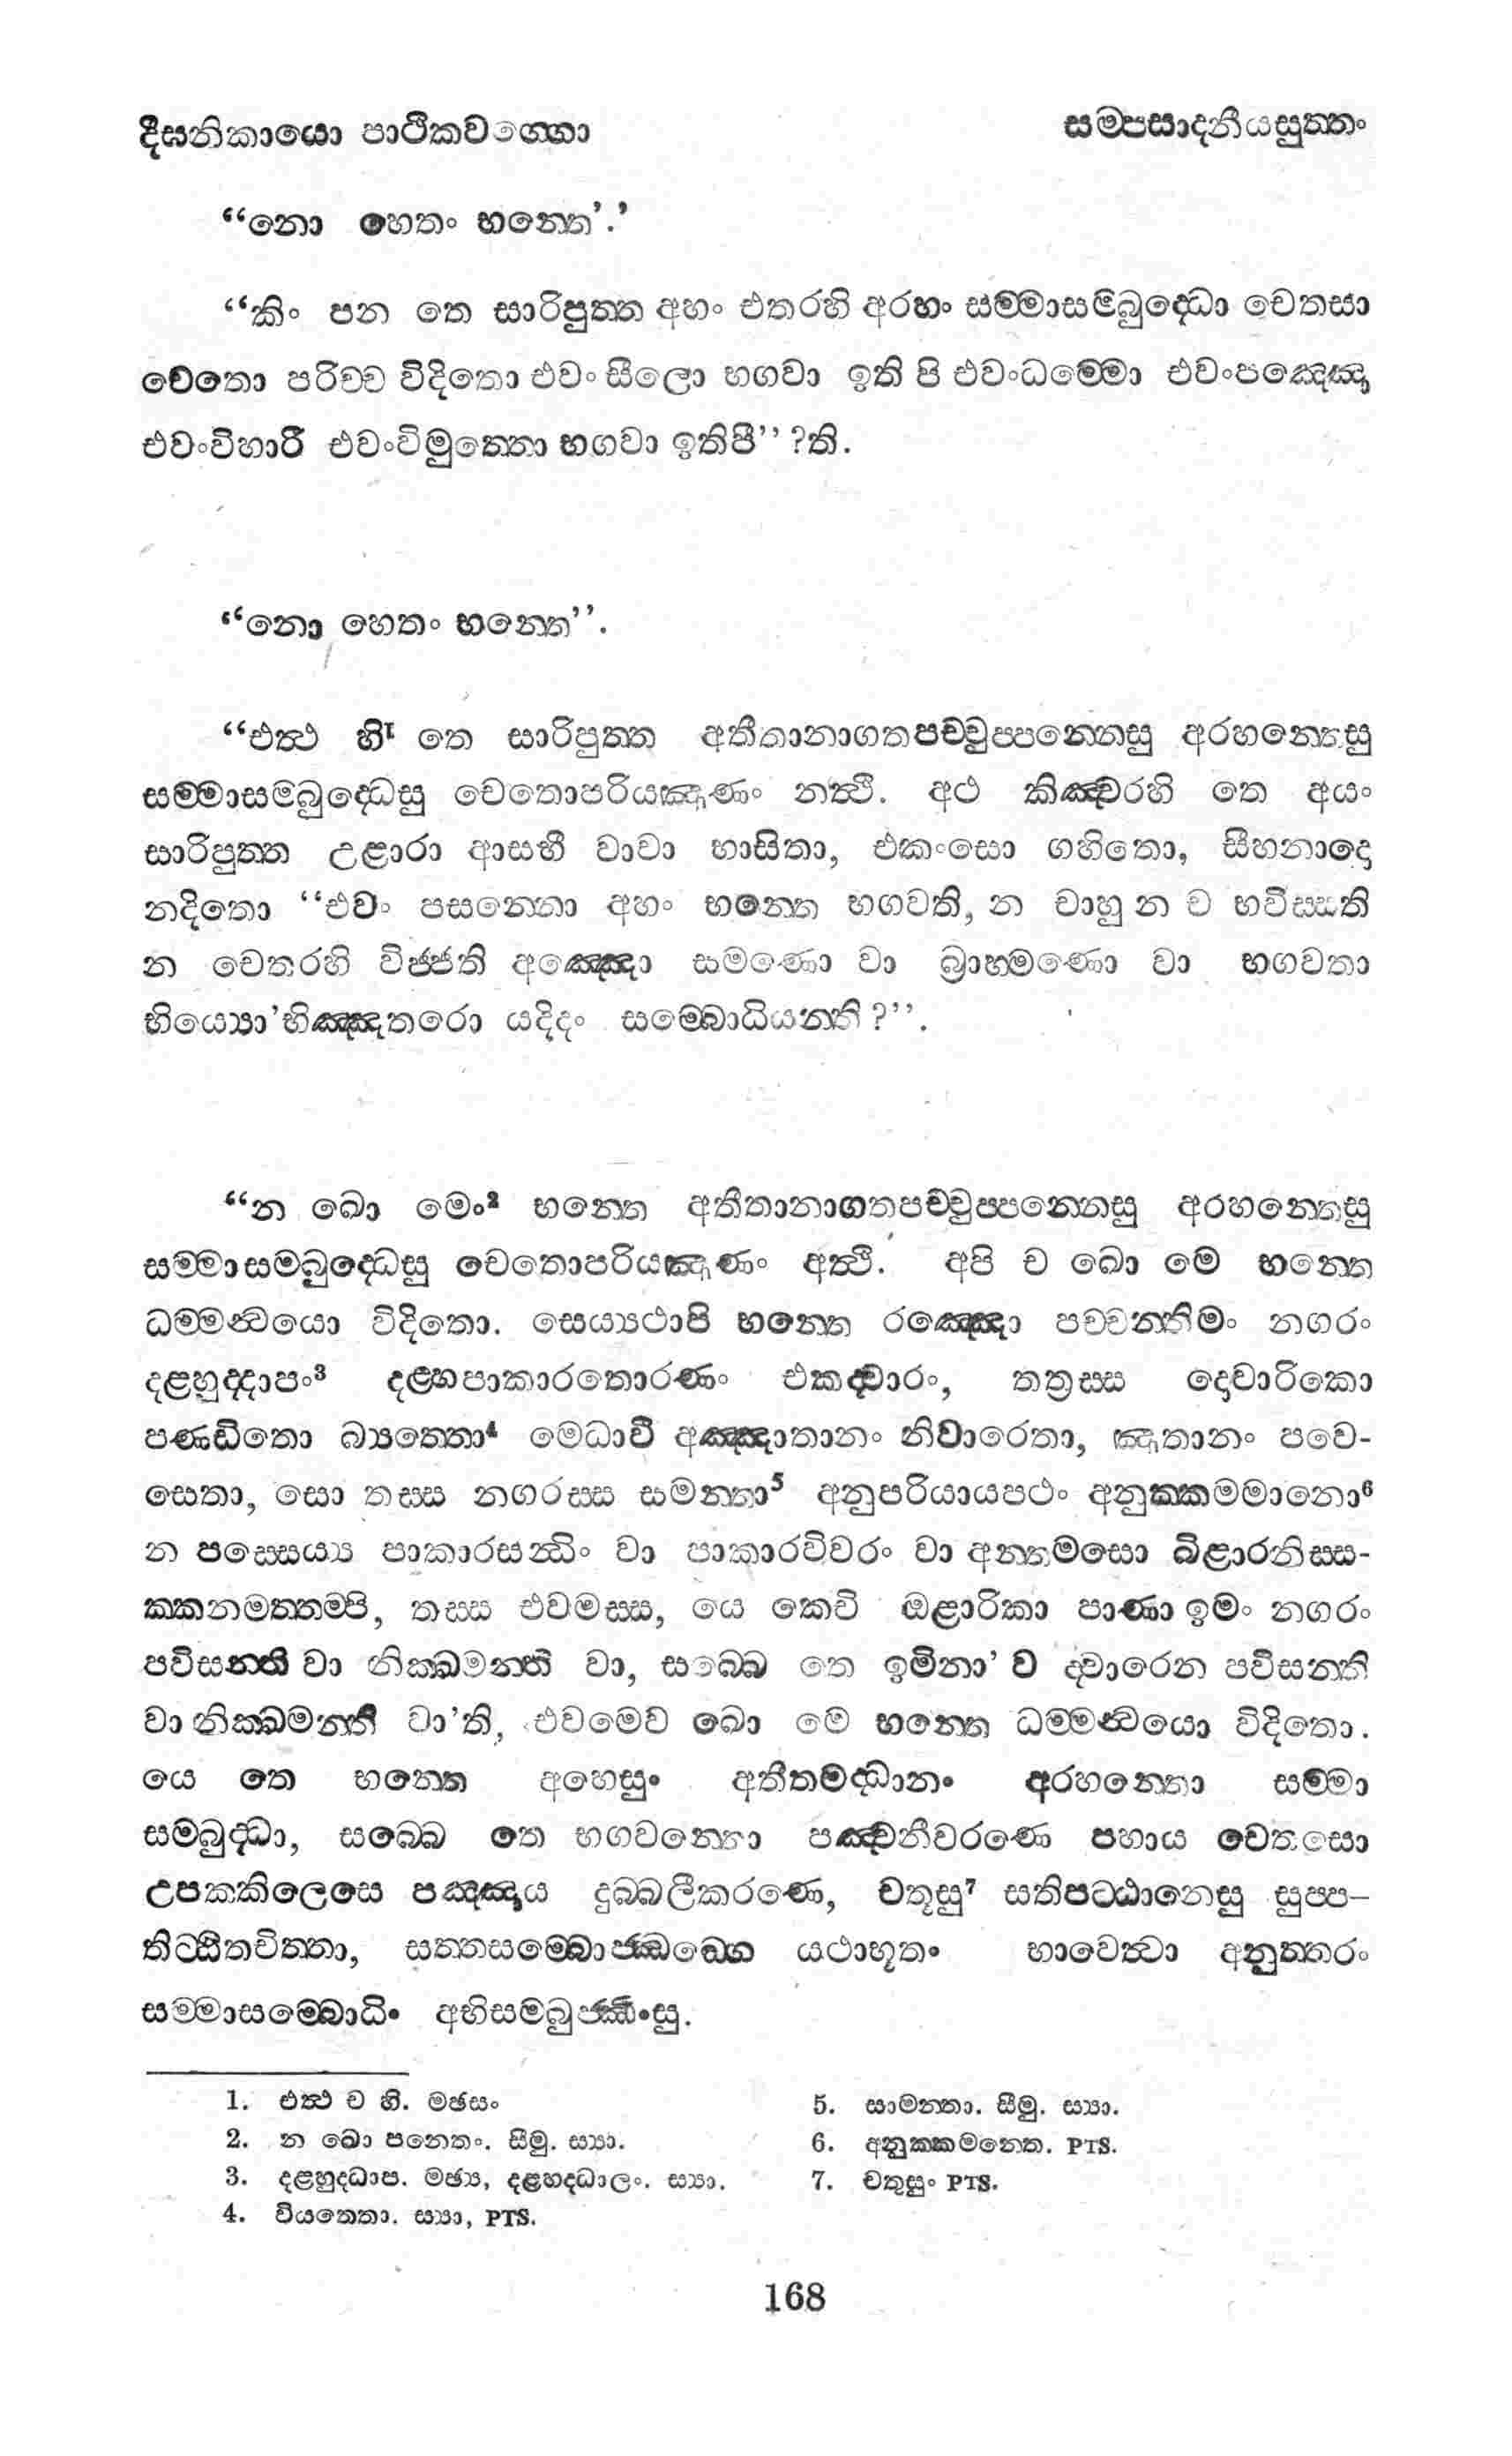 දීඝනිකායො පාථිකවග්ගො සම්පසාදනීයසුත්තං
“නො හෙතං භන්තෙ’.’
“කිං පන තෙ සාරිපුත්ත අහං එතරහි අරහං සම්මාසම්බුද්ධො චෙතසා
චෙතො පරිච්ච විදිතො එවං සීලො භගවා ඉති පි එවංධම්මො එවංපඤ්ඤෙ
එවංවිහාරී එවංවිමුත්තො භගවා ඉතිපී” ?ති.
“නො හෙතං භන්තෙ”.
“එත්ථ හි¹ තෙ සාරිපුත්ත අතීතානාගතපච්චුප්පන්නෙසු අරහන්තෙසු
සම්මාසම්බුද්ධෙසු චෙතොපරියඤාණං නත්ථි. අථ කිඤ්චරහි තෙ අයං
සාරිපුත්ත උළාරා ආසභී වාචා භාසිතා, එකංසො ගහිතො, සීහනාදො
නදිතො “එවං පසන්නො අහං භන්තෙ භගවති, න චාහු න ච භවිස්සති
න චෙතරහි විජ්ජති අඤ්ඤො සමණො වා බ්‍රාහ්මණො වා භගවතා
භිය්‍යො’භිඤ්ඤතරො යදිදං සම්බොධියන්ති ?”.
“න ඛො මෙං² භන්තෙ අතීතානාගතපච්චුප්පන්නෙසු අරහන්තෙසු
සම්මාසම්බුද්ධෙසු චෙතොපරියඤාණං අත්ථි. අපි ච ඛො මෙ භන්තෙ
ධම්මන්වයො විදිතො. සෙය්‍යථාපි භන්තෙ රඤ්ඤො පච්චන්තිමං නගරං
දළ්හුද්දාපං³ දළ්හපාකාරතොරණං එකද්වාරං, තත්‍රස්ස දොවාරිකො
පණ්ඩිතො බ්‍යත්තො⁴ මෙධාවී අඤ්ඤාතානං නිවාරෙතා, ඤාතානං පවෙ-
සෙතා, සො තස්ස නගරස්ස සමන්තා⁵ අනුපරියායපථං අනුක්කමමානො⁶
න පස්සෙය්‍ය පාකාරසන්ධිං වා පාකාරවිවරං වා අන්තමසො බිළාරනිස්ස-
ක්කනමත්තම්පි, තස්ස එවමස්ස, යෙ කෙචි ඔළාරිකා පාණා ඉමං නගරං
පවිසන්ති වා නික්ඛමන්ති වා, සබ්බෙ තෙ ඉමිනා’ ව ද්වාරෙන පවිසන්ති
වා නික්ඛමන්තී වා’ති, එවමෙව ඛො මෙ භන්තෙ ධම්මන්වයො විදිතො.
යෙ තෙ භන්තෙ අහෙසුං අතීතමද්ධානං අරහන්තො සම්මා
සම්බුද්ධා, සබ්බෙ තෙ භගවන්තො පඤ්චනීවරණෙ පහාය චෙතසො
උපක්කිලෙසෙ පඤ්ඤාය දුබ්බලීකරණෙ, චතූසු⁷ සතිපට්ඨානෙසු සුප්ප–
තිට්ඨිතචිත්තා, සත්තසම්බොජ්ඣඞ්ගෙ යථාභූතං භාවෙත්වා අනුත්තරං
සම්මාසම්බොධිං අභිසම්බුජ්ඣිංසු.
1. එත්ථ ච හි. මඡසං
2. න ඛො පනෙතං. සීමු. ස්‍යා.
3. දළ්හුද්ධාප. මඡ්‍ය, දළ්හද්ධාලං. ස්‍යා.
4. වියත්තො. ස්‍යා, PTS.
5. සාමන්තා. සීමු. ස්‍යා.
6. අනුක්කමන්තෙ. PTS.
7. චතුසුං PTS.
168